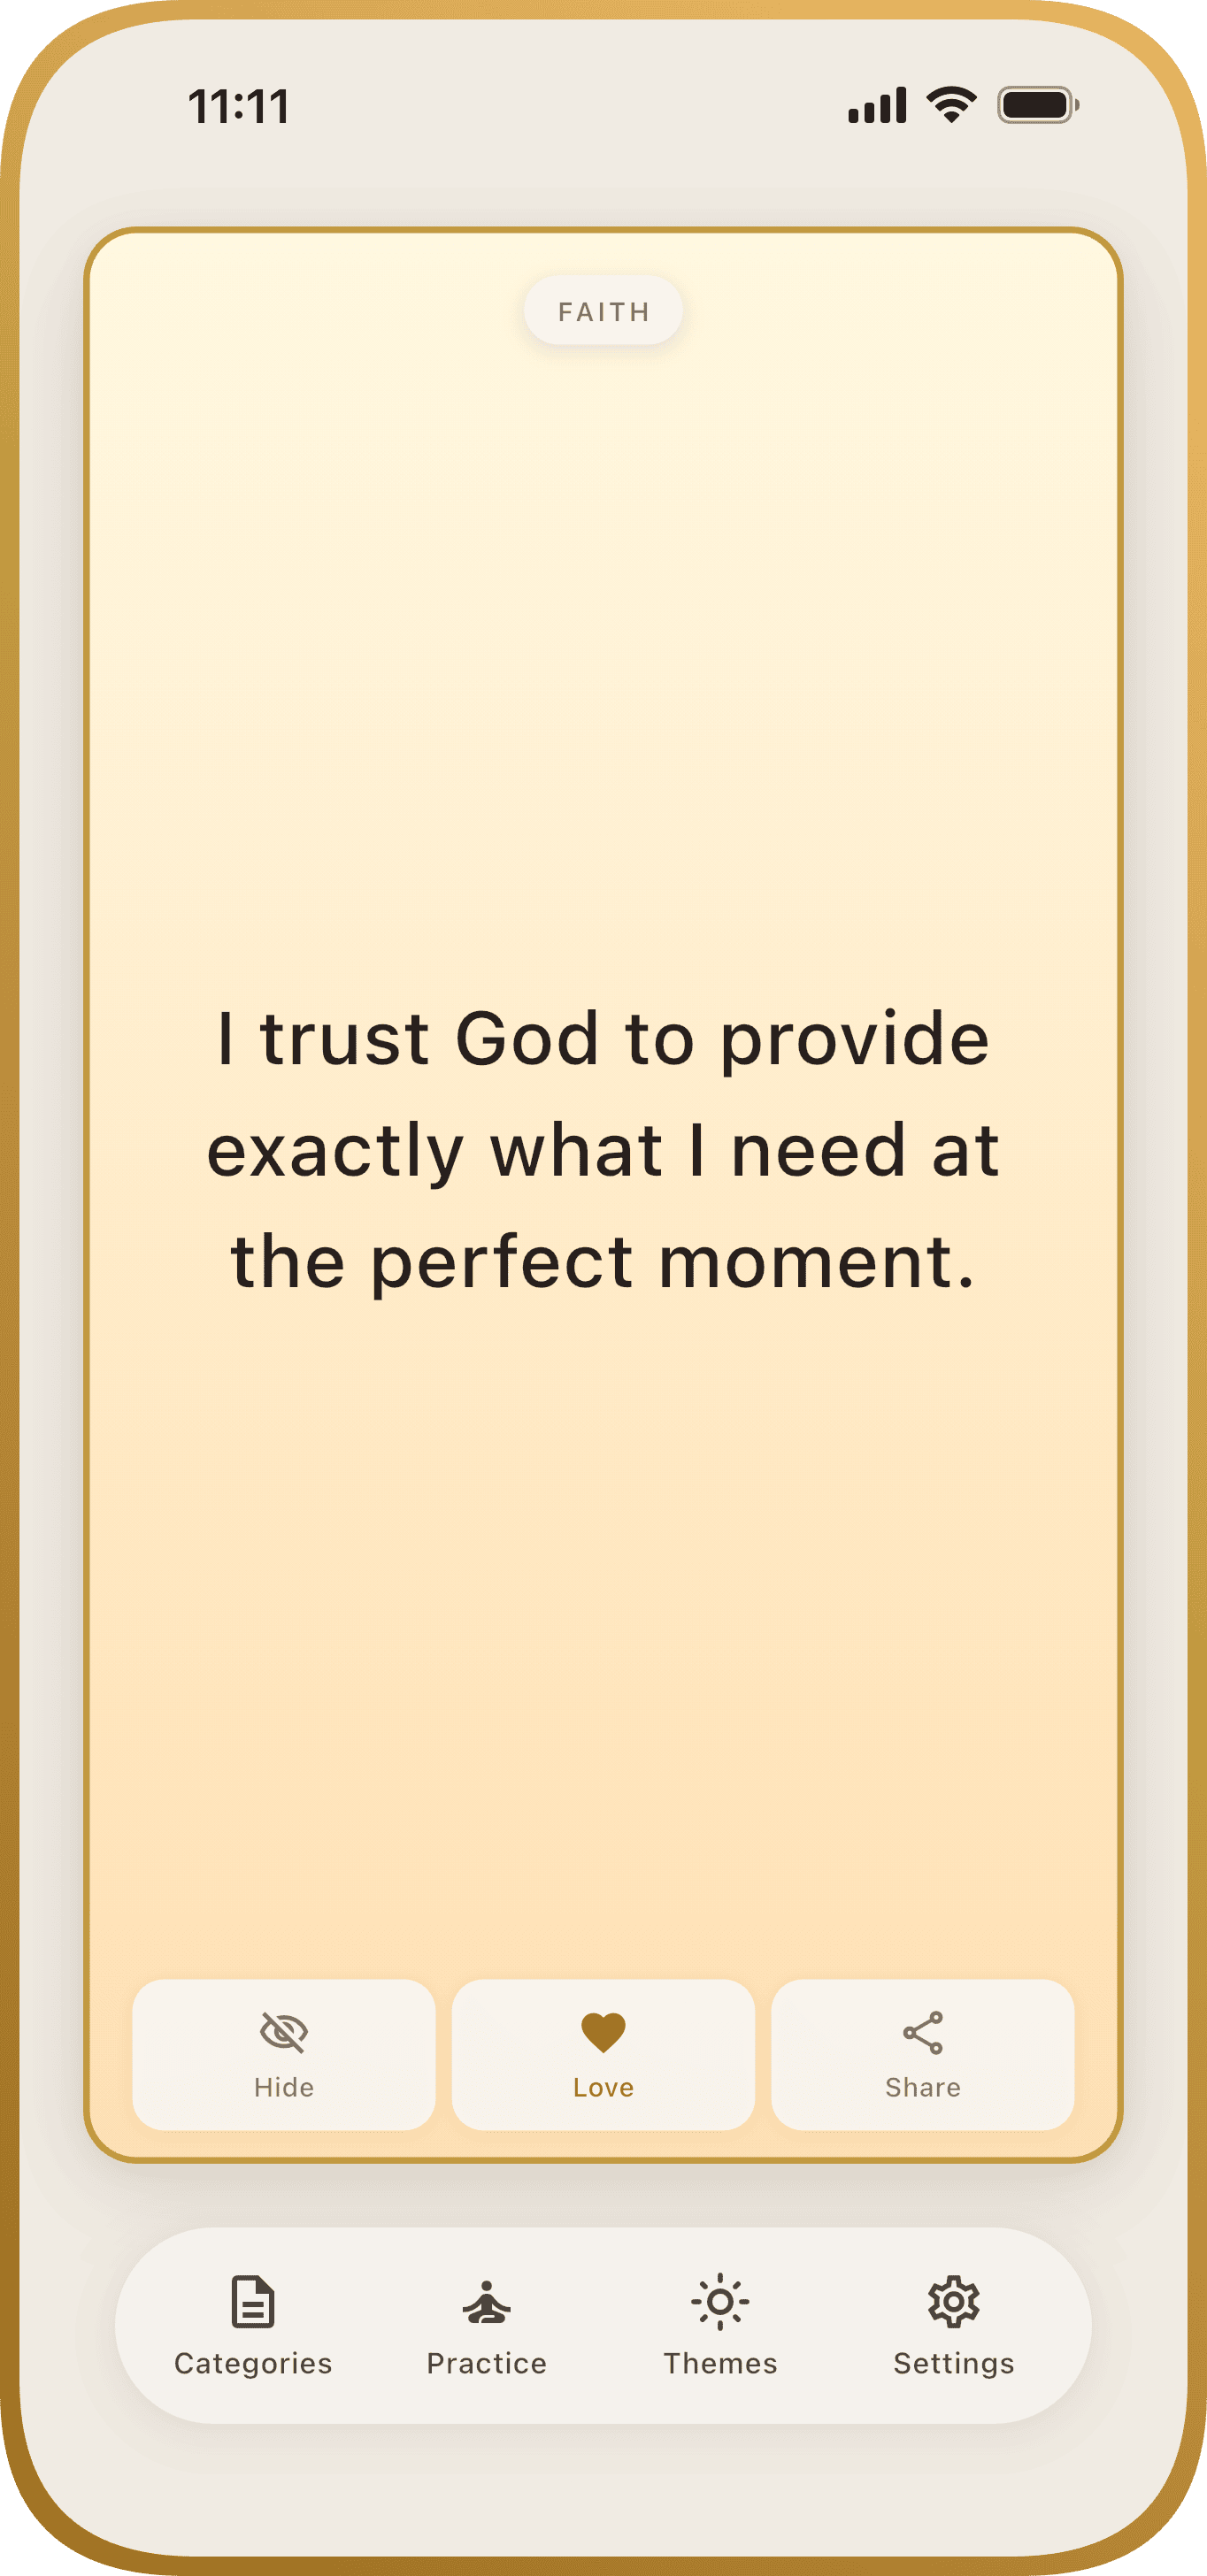 11:11
FAITH
I trust God to provide
exactly what I need at
the perfect moment.
Hide
Love
Share
Categories
Practice
Themes
Settings